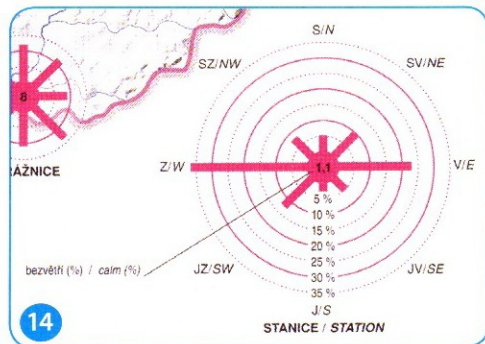 S/N
SZ/NW
SV/NE
8
RÁŽNICE
Z/W
1,1
V/E
5 %
10 %
15 %
20 %
25 %
30 %
35 %
bezvětří (%) / calm (%)
JZ/SW
JV/SE
J/S
STANICE / STATION
14